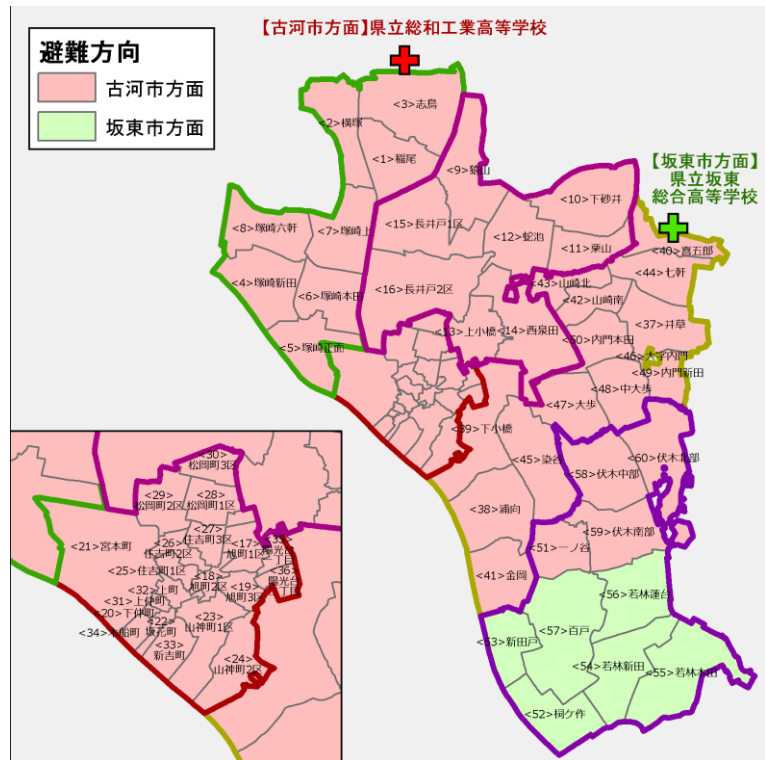 【古河市方面】県立総和工業高等学校
避難方向
古河市方面
坂東市方面
【坂東市方面】
県立坂東
総合高等学校
<3>志鳥
<2>横塚
<1>稲尾
<9>猿山
<10>下砂井
<8>塚崎六軒
<7>塚崎上
<15>長井戸1区
<12>蛇池
<11>栗山
<40>喜五郎
<44>七軒
<4>塚崎新田
<6>塚崎本田
<16>長井戸2区
<43>山崎北
<42>山崎南
<37>井草
<13>上小橋
<14>西泉田
<50>内門本田
<5>塚崎正面
<46>大字内門
<49>内門新田
<48>中大歩
<47>大歩
<39>下小橋
<45>染谷
<60>伏木北部
<58>伏木中部
<38>浦向
<59>伏木南部
<51>一ノ谷
<41>金岡
<56>若林蓮台
<57>百戸
<53>新田戸
<54>若林新田
<55>若林本田
<52>桐ケ作
<30>
松岡町3区
<29>
松岡町2区
<28>
松岡町1区
<27>
住吉町3区
<21>宮本町
<26>
住吉町2区
<17>
旭町1区
<25>住吉町1区
<18>
旭町2区
<36>
陽光台
<32>上町
<19>
旭町3区
<31>上仲町
<20>下仲町
<22>
<23>
山神町1区
<34>
<33>
新吉町
<24>
山神町2区